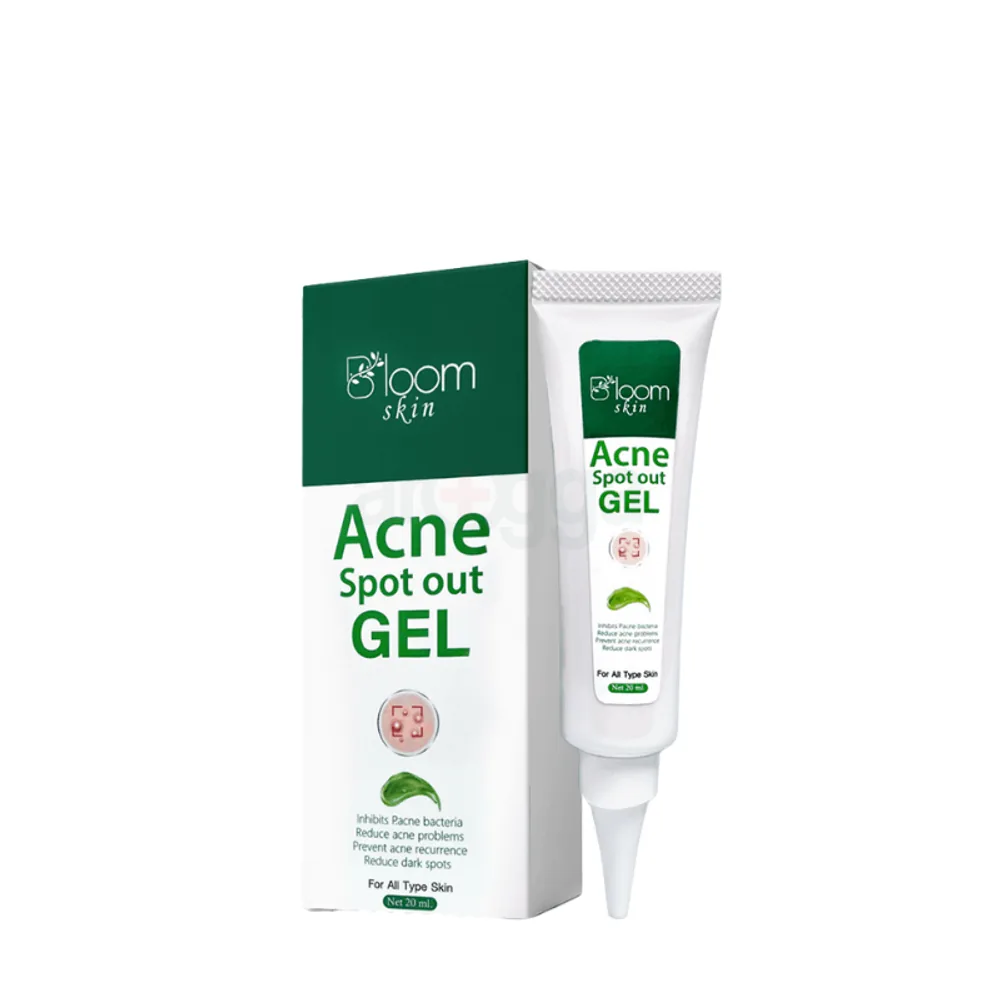 Bloom
skin
Acne
Spot out
GEL
Inhibits P.acne bacteria
Reduce acne problems
Prevent acne recurrence
Reduce dark spots
For All Type Skin
Net 20 ml.
Bloom
skin
Acne
Spot out
GEL
Inhibits P.acne bacteria
Reduce acne problems
Prevent acne recurrence
Reduce dark spots
For All Type Skin
Net 20 ml